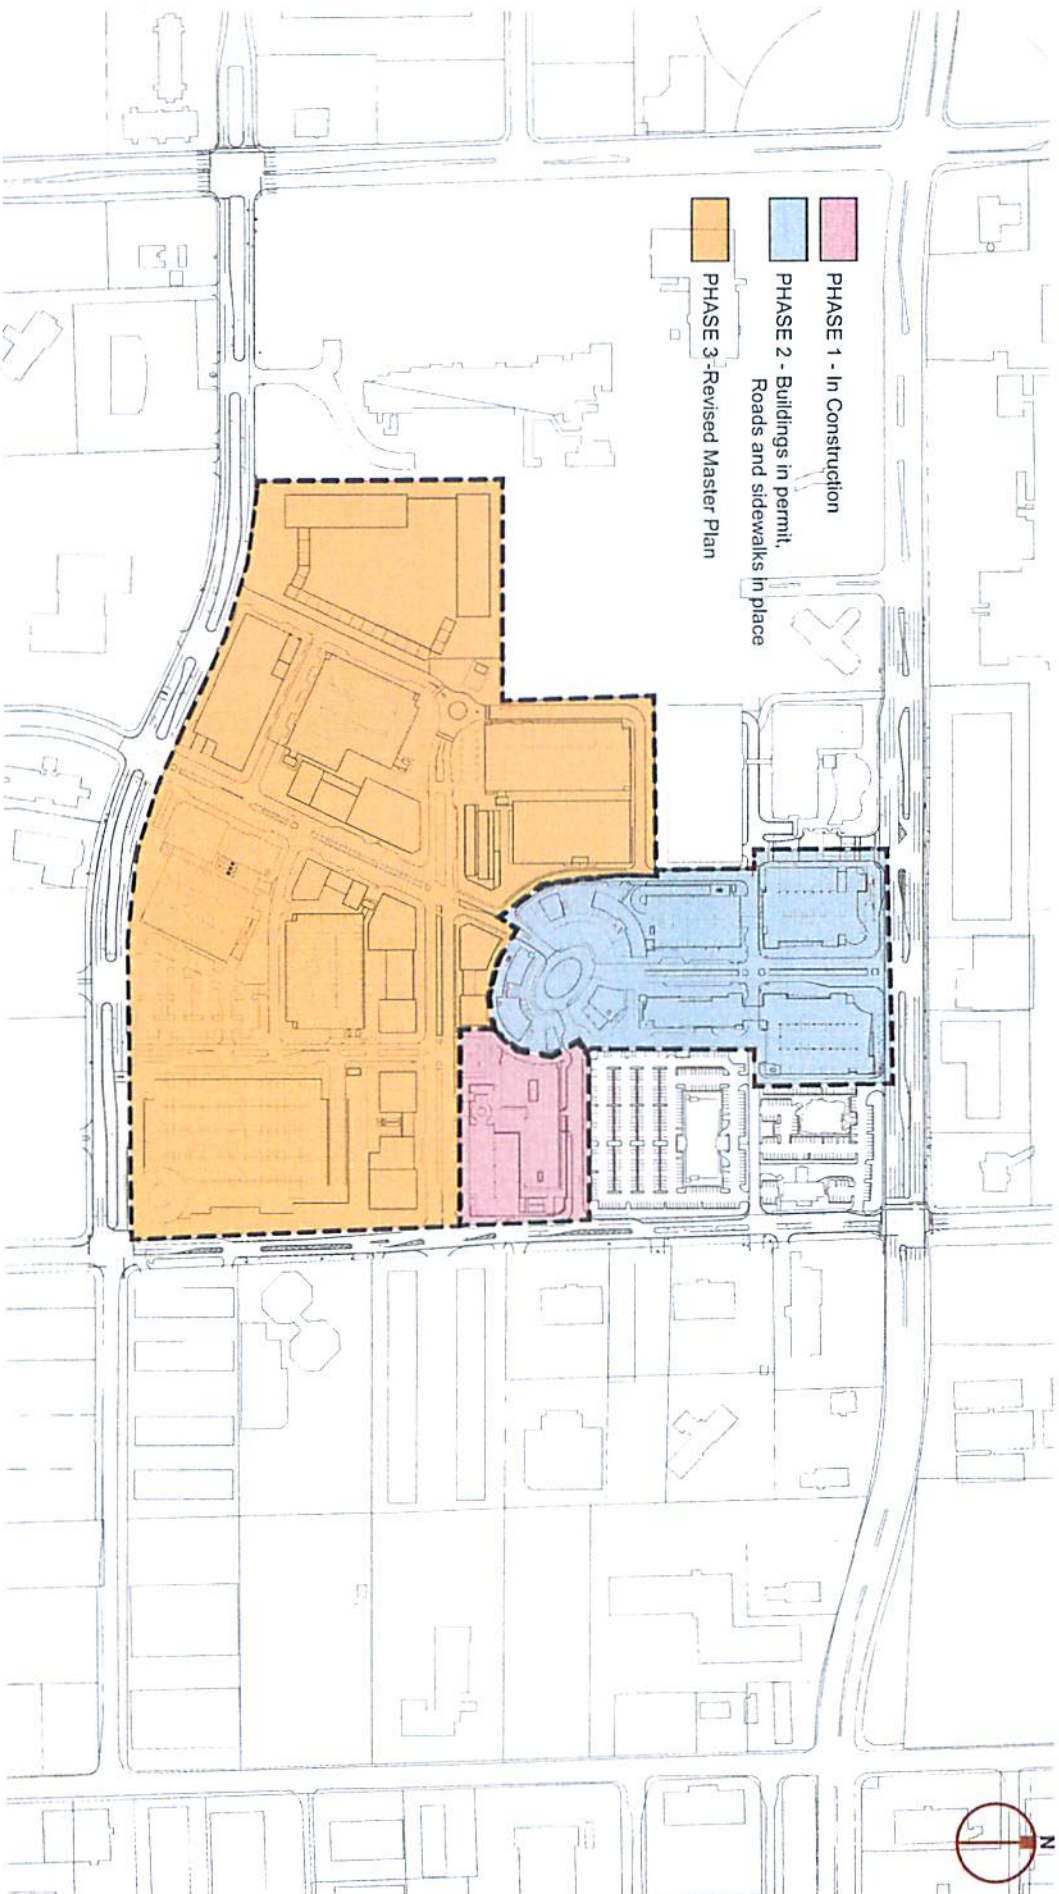 PHASE 1 - In Construction
PHASE 2 - Buildings in permit,
Roads and sidewalks in place
PHASE 3 -Revised Master Plan
N